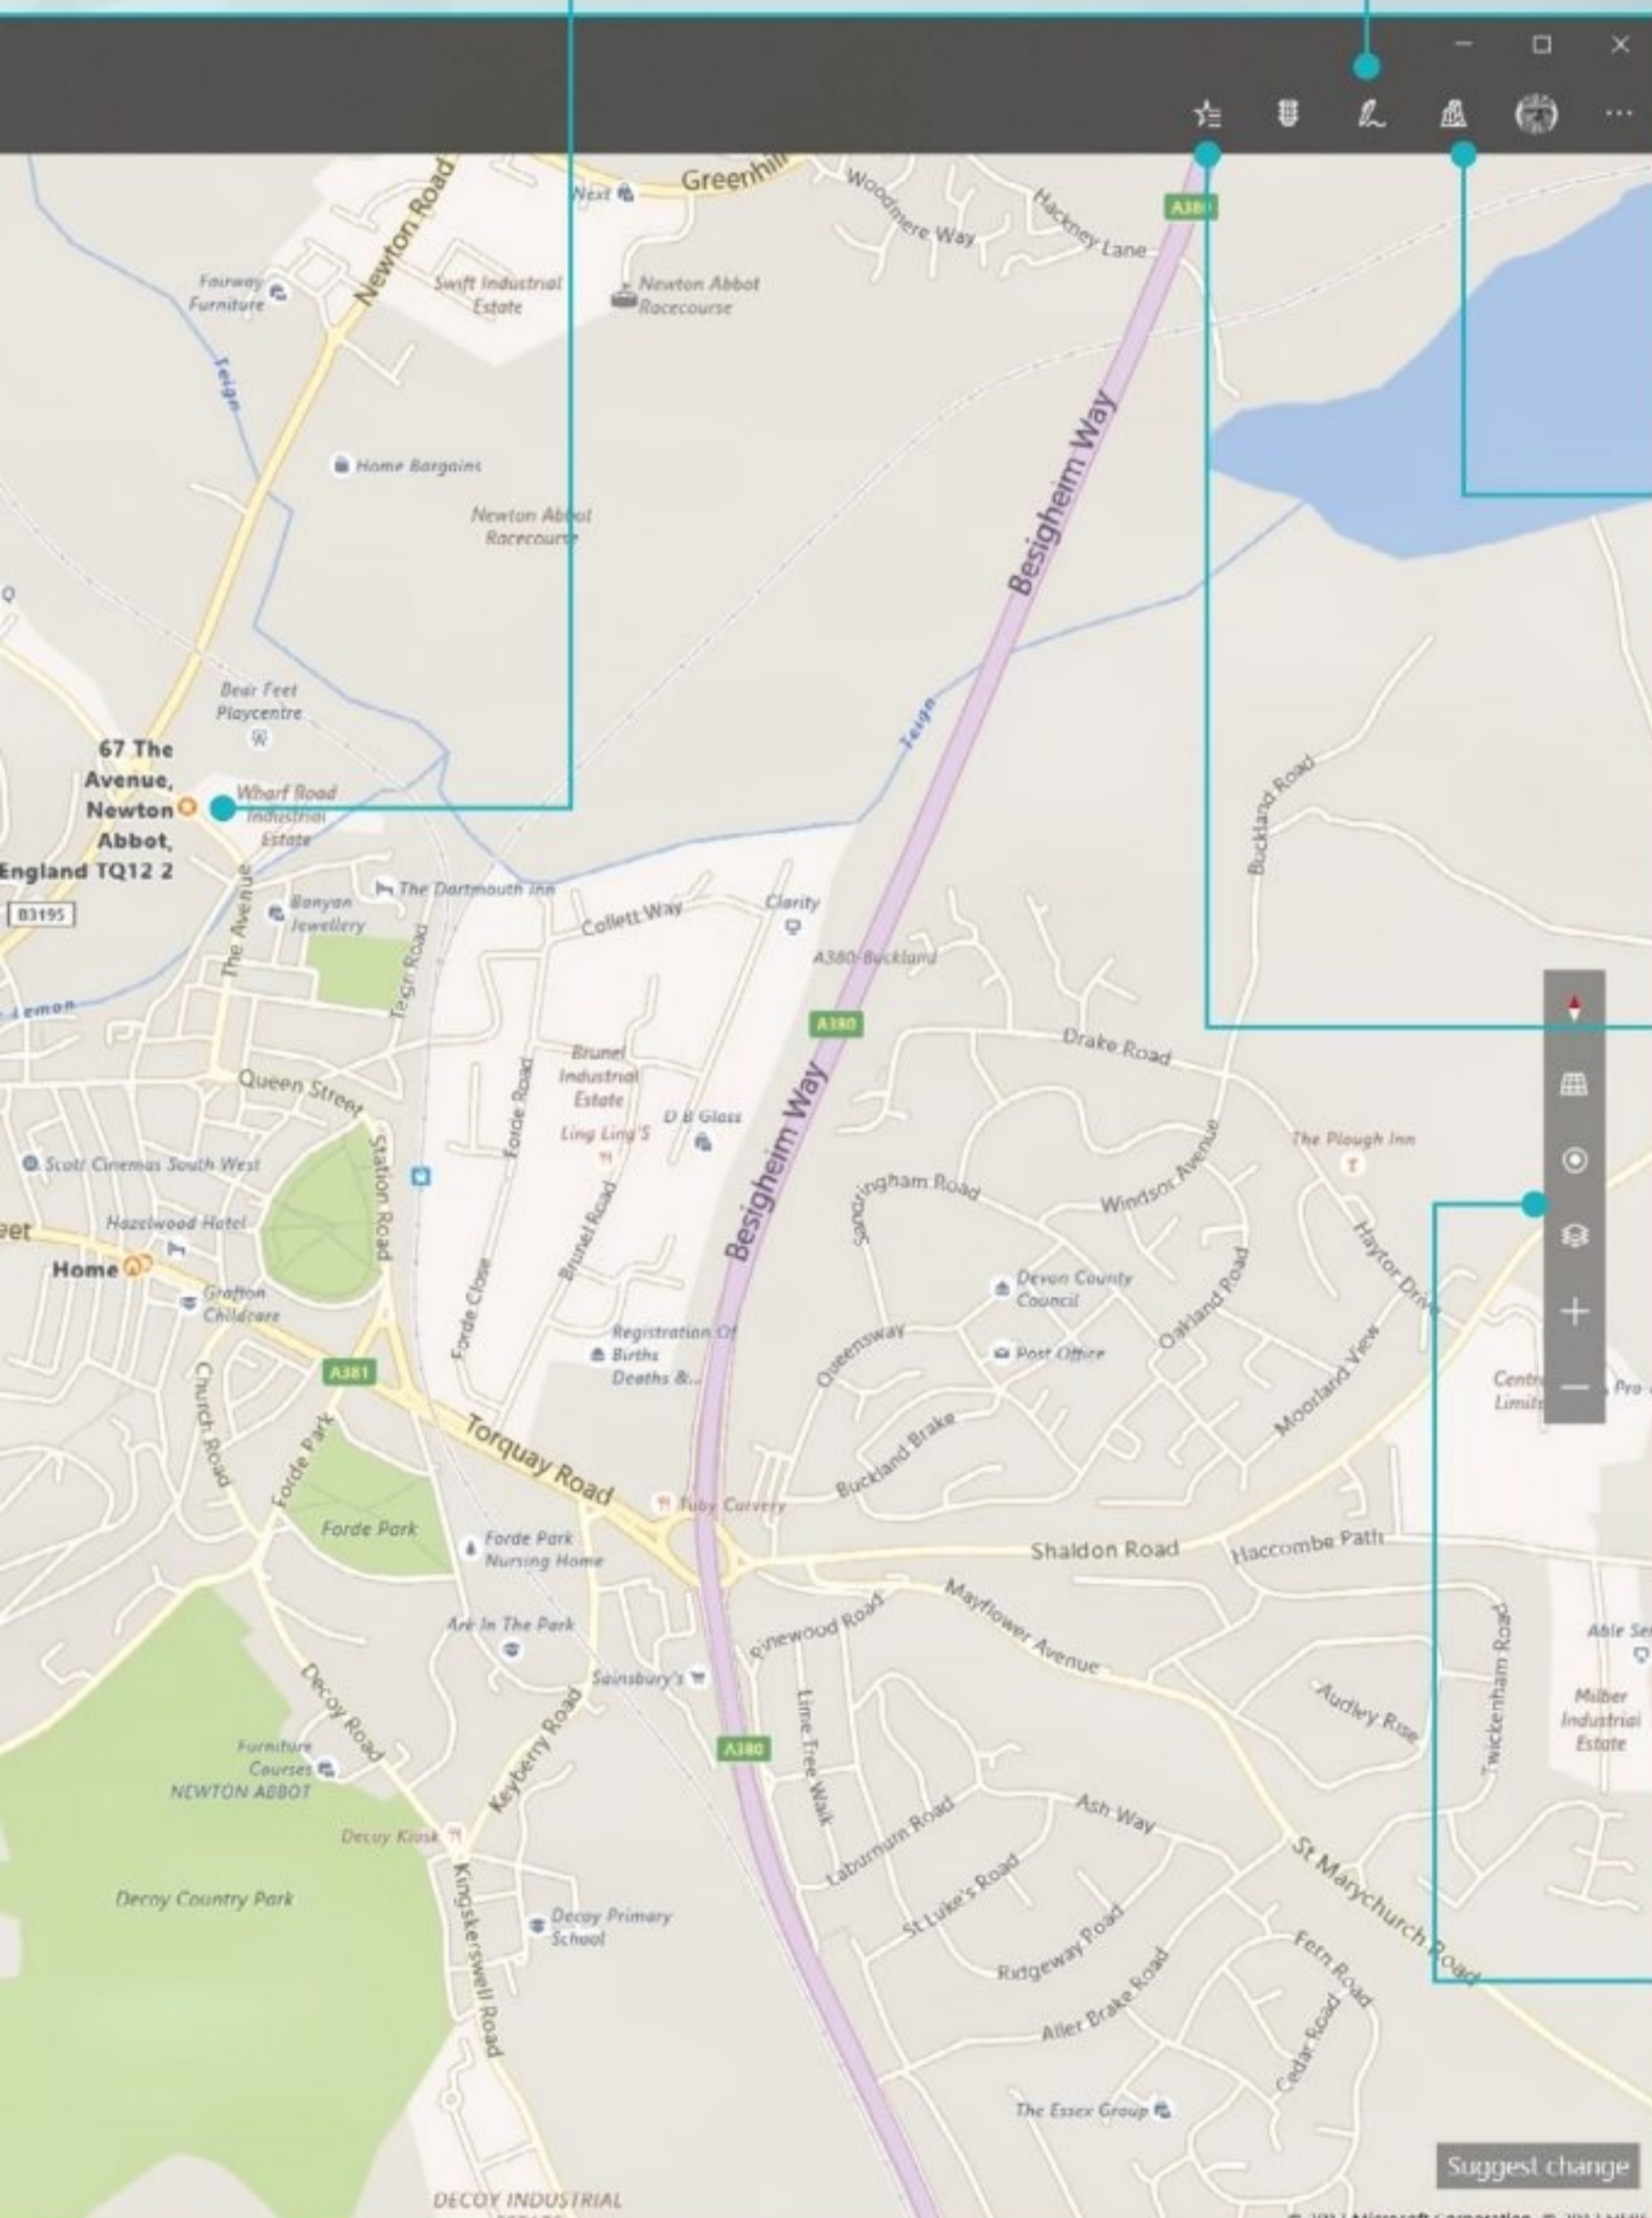 Newton Road
Next
Greenhill
Woodmere Way
Hackney Lane
A380
Fairway
Furniture
Swift Industrial
Estate
Newton Abbot
Racecourse
Teign
Besigheim Way
Home Bargains
Newton Abbot
Racecourse
Q
Bear Feet
Playcentre
Teign
67 The
Avenue,
Newton
Abbot,
England TQ12 2
Wharf Road
Industrial
Estate
Buckland Road
B3195
The Avenue
Banyan
Jewellery
The Dartmouth Inn
Teign Road
Collett Way
Clarity
A380-Buckland
Lemon
A380
Drake Road
Queen Street
Forde Road
Brunel
Industrial
Estate
D B Glass
Ling Ling'S
Besigheim Way
Windsor Avenue
The Plough Inn
Scott Cinemas South West
Station Road
Sandringham Road
Hazelwood Hotel
eet
Home
Brunel Road
Haytor Drive
Grafton
Childcare
Forde Close
Devon County
Council
Oakland Road
Registration Of
Births
Deaths &...
Queensway
Post Office
Moorland View
A381
Centr
Limite
Pro-
Church Road
Forde Park
Torquay Road
Buckland Brake
Tuby Carvery
Forde Park
Forde Park
Nursing Home
Shaldon Road
Haccombe Path
Ark In The Park
Pinewood Road
Mayflower Avenue
Twickenham Road
Able Ser
Sainsbury's
Decoy Road
Lime Tree Walk
Audley Rise
Milber
Industrial
Estate
Furniture
Courses
NEWTON ABBOT
Keyberry Road
A380
Ash Way
Decoy Kiosk
Laburnum Road
St Marychurch Road
Decoy Country Park
Kingskerswell Road
St Luke's Road
Decoy Primary
School
Ridgeway Road
Fern Road
Aller Brake Road
Cedar Road
The Essex Group
Suggest change
DECOY INDUSTRIAL